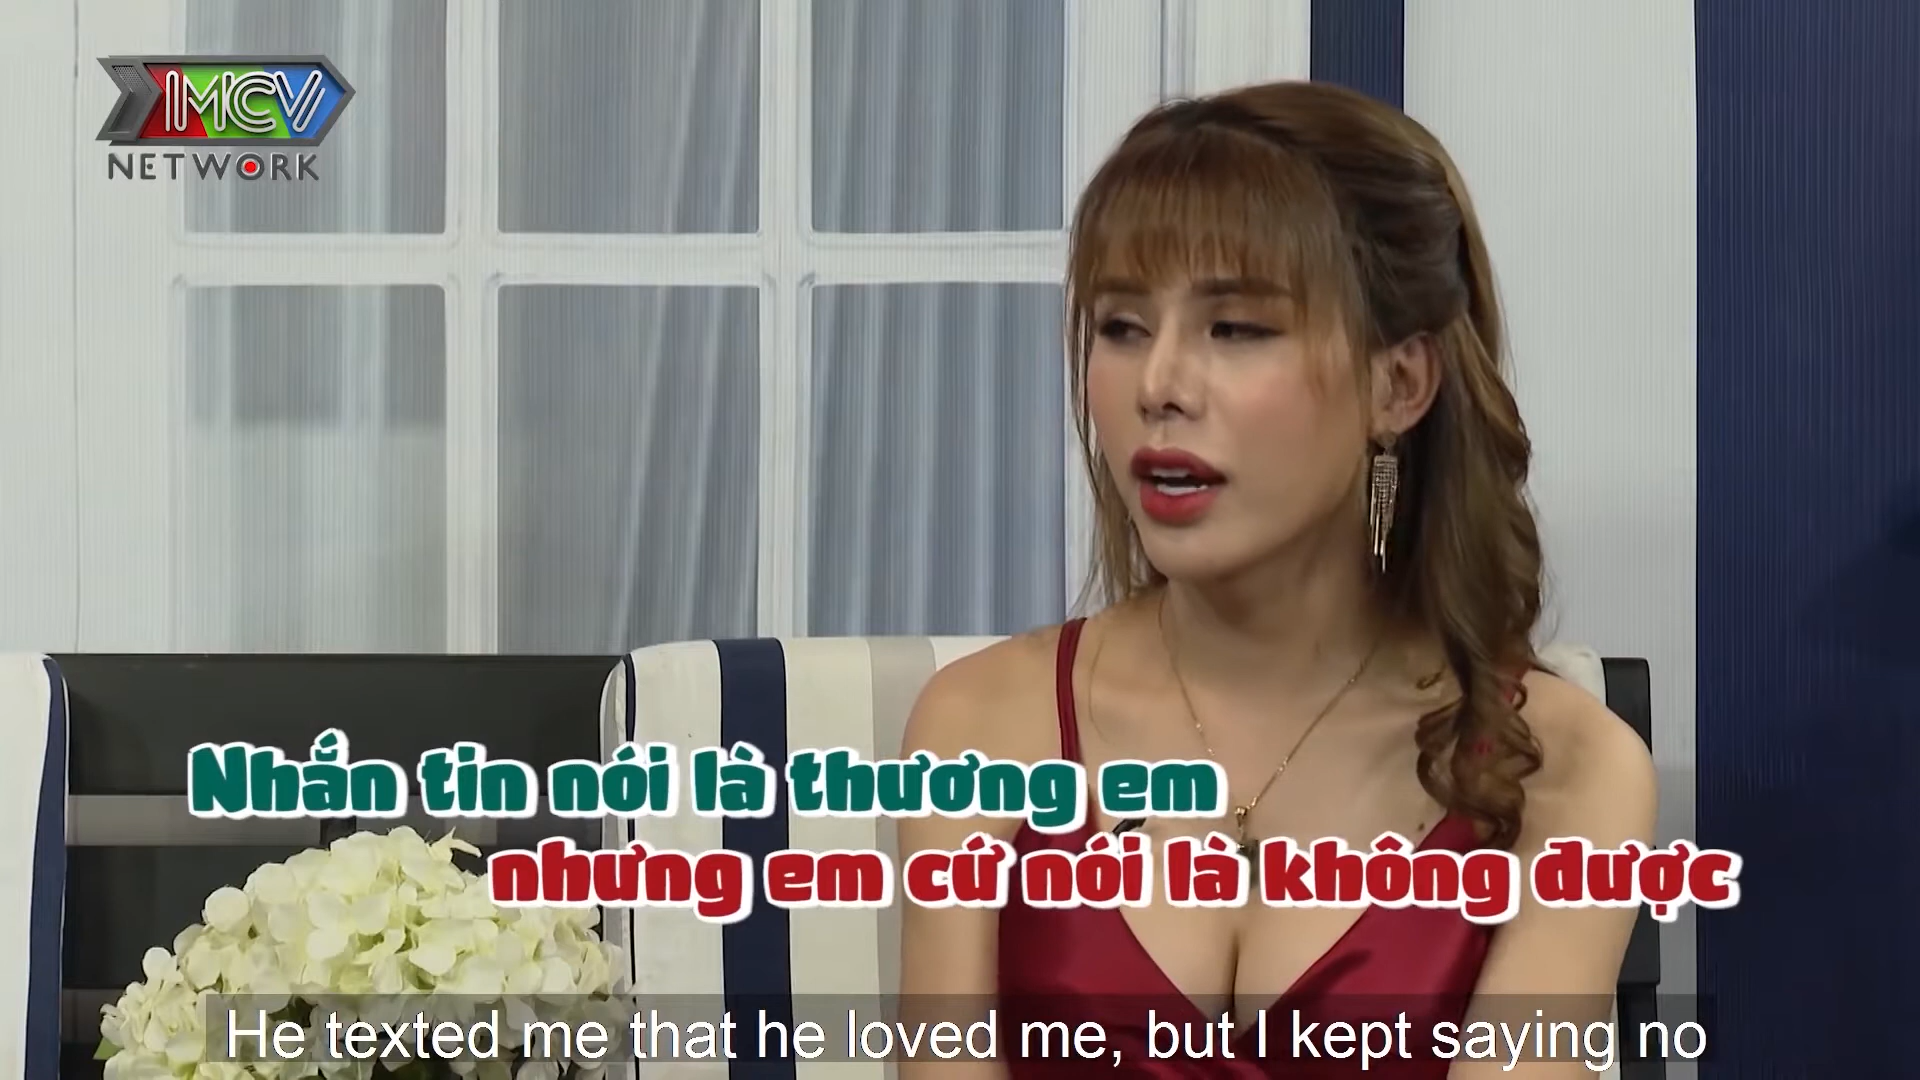 MCV
NETWORK
Nhắn tin nói là thương em
nhưng em cứ nói là không được
He texted me that he loved me, but I kept saying no